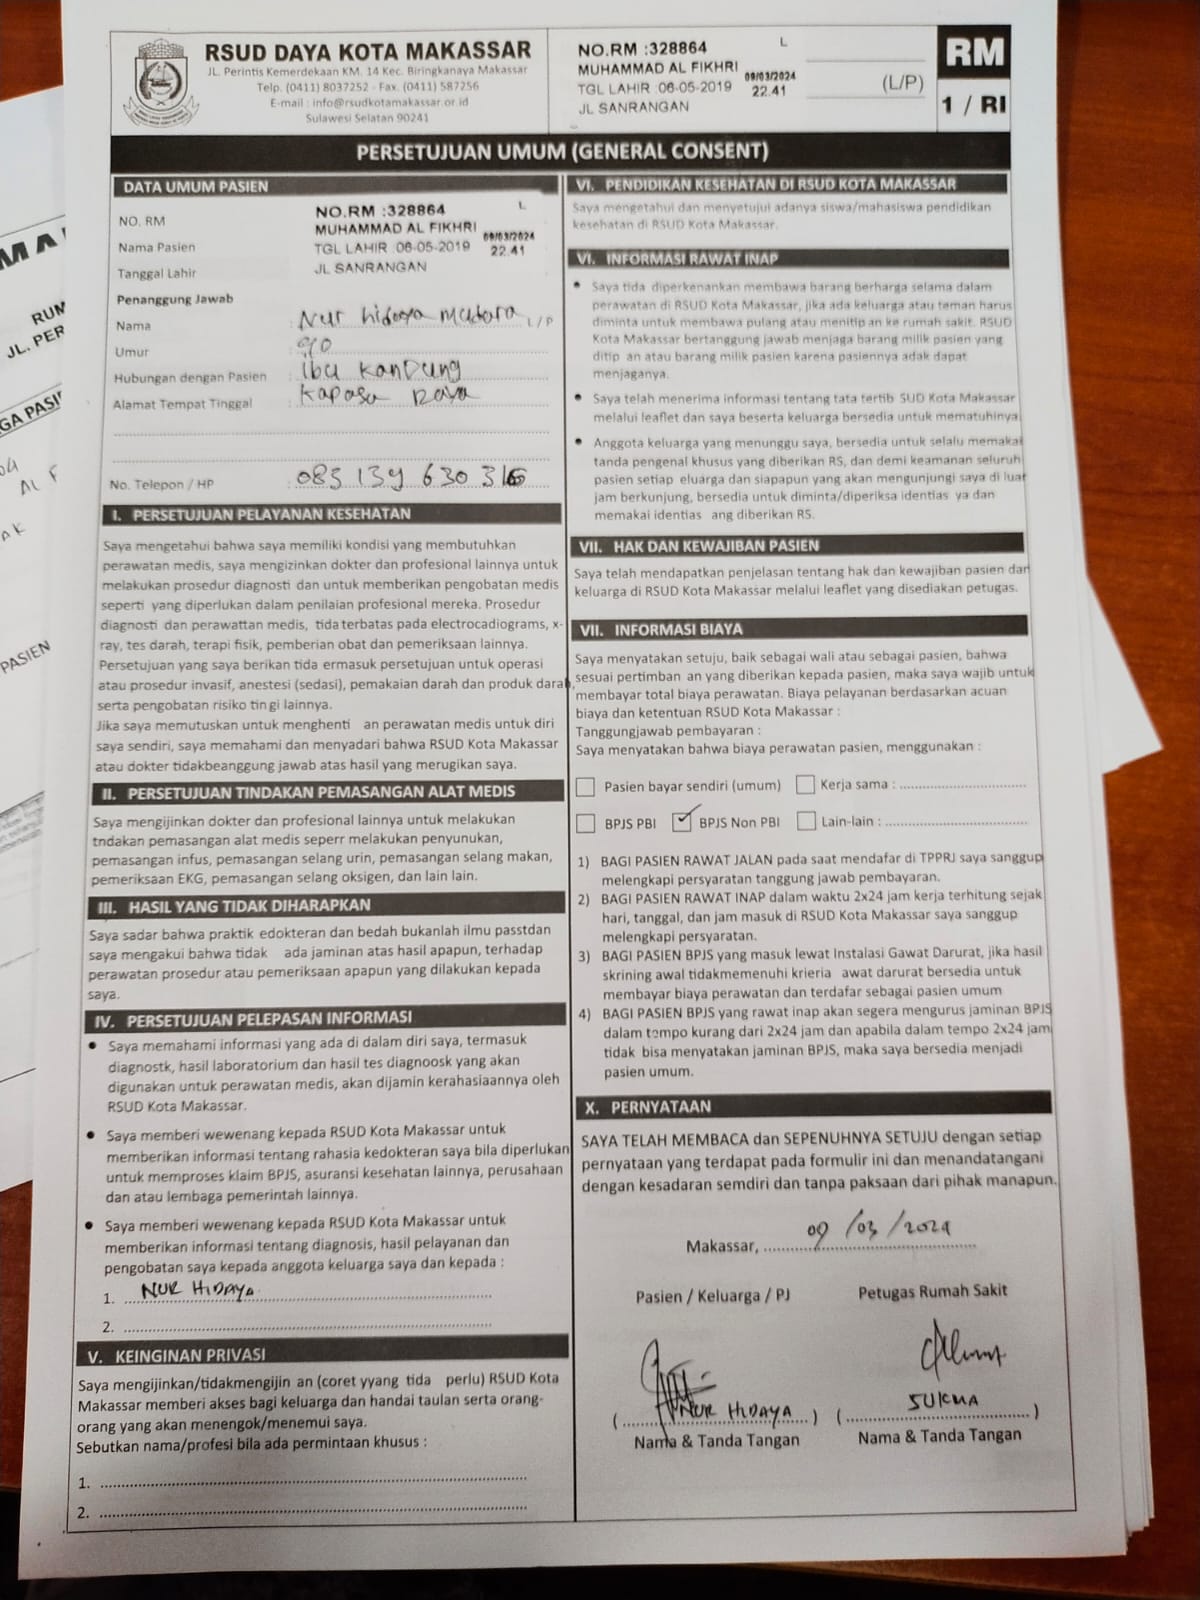 RSUD DAYA KOTA MAKASSAR
JL. Perintis Kemerdekaan KM. 14 Kec. Biringkanaya Makassar
Telp. (0411) 8037252 - Fax. (0411) 587256
E-mail : info@rsudkotamakassar.or.id
Sulawesi Selatan 90241
NO.RM :328864 L
MUHAMMAD AL FIKHRI 09/03/2024
TGL LAHIR :06-05-2019 22.41
JL SANRANGAN
(L/P)
RM
1 / RI
PERSETUJUAN UMUM (GENERAL CONSENT)
DATA UMUM PASIEN
NO. RM
Nama Pasien
Tanggal Lahir
NO.RM :328864 L
MUHAMMAD AL FIKHRI 09/03/2024
TGL LAHIR :06-05-2019 22.41
JL SANRANGAN
Penanggung Jawab
Nama : Nur hidaya L/P
Umur :
Hubungan dengan Pasien : Ibu Kandung
Alamat Tempat Tinggal : Kapasa Raya
No. Telepon / HP : 083 139 630 316
I. PERSETUJUAN PELAYANAN KESEHATAN
Saya mengetahui bahwa saya memiliki kondisi yang membutuhkan
perawatan medis, saya mengizinkan dokter dan profesional lainnya untuk
melakukan prosedur diagnosti dan untuk memberikan pengobatan medis
seperti yang diperlukan dalam penilaian profesional mereka. Prosedur
diagnosti dan perawattan medis, tida terbatas pada electrocadiograms, x-
ray, tes darah, terapi fisik, pemberian obat dan pemeriksaan lainnya.
Persetujuan yang saya berikan tida ermasuk persetujuan untuk operasi
atau prosedur invasif, anestesi (sedasi), pemakaian darah dan produk darah,
serta pengobatan risiko tin gi lainnya.
Jika saya memutuskan untuk menghenti an perawatan medis untuk diri
saya sendiri, saya memahami dan menyadari bahwa RSUD Kota Makassar
atau dokter tidakbeanggung jawab atas hasil yang merugikan saya.
II. PERSETUJUAN TINDAKAN PEMASANGAN ALAT MEDIS
Saya mengijinkan dokter dan profesional lainnya untuk melakukan
tndakan pemasangan alat medis seperr melakukan penyunukan,
pemasangan infus, pemasangan selang urin, pemasangan selang makan,
pemeriksaan EKG, pemasangan selang oksigen, dan lain lain.
III. HASIL YANG TIDAK DIHARAPKAN
Saya sadar bahwa praktik edokteran dan bedah bukanlah ilmu passtdan
saya mengakui bahwa tidak ada jaminan atas hasil apapun, terhadap
perawatan prosedur atau pemeriksaan apapun yang dilakukan kepada
saya.
IV. PERSETUJUAN PELEPASAN INFORMASI
• Saya memahami informasi yang ada di dalam diri saya, termasuk
diagnostk, hasil laboratorium dan hasil tes diagnoosk yang akan
digunakan untuk perawatan medis, akan dijamin kerahasiaannya oleh
RSUD Kota Makassar.
• Saya memberi wewenang kepada RSUD Kota Makassar untuk
memberikan informasi tentang rahasia kedokteran saya bila diperlukan
untuk memproses klaim BPJS, asuransi kesehatan lainnya, perusahaan
dan atau lembaga pemerintah lainnya.
• Saya memberi wewenang kepada RSUD Kota Makassar untuk
memberikan informasi tentang diagnosis, hasil pelayanan dan
pengobatan saya kepada anggota keluarga saya dan kepada :
1. NUR HIDAYA
2.
V. KEINGINAN PRIVASI
Saya mengijinkan/tidakmengijin an (coret yyang tida perlu) RSUD Kota
Makassar memberi akses bagi keluarga dan handai taulan serta orang-
orang yang akan menengok/menemui saya.
Sebutkan nama/profesi bila ada permintaan khusus :
1.
2.
VI. PENDIDIKAN KESEHATAN DI RSUD KOTA MAKASSAR
Saya mengetahui dan menyetujui adanya siswa/mahasiswa pendidikan
kesehatan di RSUD Kota Makassar.
VI. INFORMASI RAWAT INAP
• Saya tida diperkenankan membawa barang berharga selama dalam
perawatan di RSUD Kota Makassar, jika ada keluarga atau teman harus
diminta untuk membawa pulang atau menitip an ke rumah sakit. RSUD
Kota Makassar bertanggung jawab menjaga barang milik pasien yang
ditip an atau barang milik pasien karena pasiennya adak dapat
menjaganya.
• Saya telah menerima informasi tentang tata tertib SUD Kota Makassar
melalui leaflet dan saya beserta keluarga bersedia untuk mematuhinya
• Anggota keluarga yang menunggu saya, bersedia untuk selalu memakai
tanda pengenal khusus yang diberikan RS, dan demi keamanan seluruh
pasien setiap eluarga dan siapapun yang akan mengunjungi saya di luar
jam berkunjung, bersedia untuk diminta/diperiksa identias ya dan
memakai identias ang diberikan RS.
VII. HAK DAN KEWAJIBAN PASIEN
Saya telah mendapatkan penjelasan tentang hak dan kewajiban pasien dan
keluarga di RSUD Kota Makassar melalui leaflet yang disediakan petugas.
VII. INFORMASI BIAYA
Saya menyatakan setuju, baik sebagai wali atau sebagai pasien, bahwa
sesuai pertimban an yang diberikan kepada pasien, maka saya wajib untuk
membayar total biaya perawatan. Biaya pelayanan berdasarkan acuan
biaya dan ketentuan RSUD Kota Makassar :
Tanggungjawab pembayaran :
Saya menyatakan bahwa biaya perawatan pasien, menggunakan :
Pasien bayar sendiri (umum) Kerja sama :
BPJS PBI ✓ BPJS Non PBI Lain-lain :
1) BAGI PASIEN RAWAT JALAN pada saat mendafar di TPPRJ saya sanggup
melengkapi persyaratan tanggung jawab pembayaran.
2) BAGI PASIEN RAWAT INAP dalam waktu 2x24 jam kerja terhitung sejak
hari, tanggal, dan jam masuk di RSUD Kota Makassar saya sanggup
melengkapi persyaratan.
3) BAGI PASIEN BPJS yang masuk lewat Instalasi Gawat Darurat, jika hasil
skrining awal tidakmemenuhi krieria awat darurat bersedia untuk
membayar biaya perawatan dan terdafar sebagai pasien umum
4) BAGI PASIEN BPJS yang rawat inap akan segera mengurus jaminan BPJS
dalam tempo kurang dari 2x24 jam dan apabila dalam tempo 2x24 jam
tidak bisa menyatakan jaminan BPJS, maka saya bersedia menjadi
pasien umum.
X. PERNYATAAN
SAYA TELAH MEMBACA dan SEPENUHNYA SETUJU dengan setiap
pernyataan yang terdapat pada formulir ini dan menandatangani
dengan kesadaran semdiri dan tanpa paksaan dari pihak manapun.
Makassar, 09 / 03 / 2024
Pasien / Keluarga / PJ Petugas Rumah Sakit
( NUR HIDAYA ) ( SUKMA )
Nama & Tanda Tangan Nama & Tanda Tangan
RUM
JL. PER
GA PASI
AL F
PASIEN